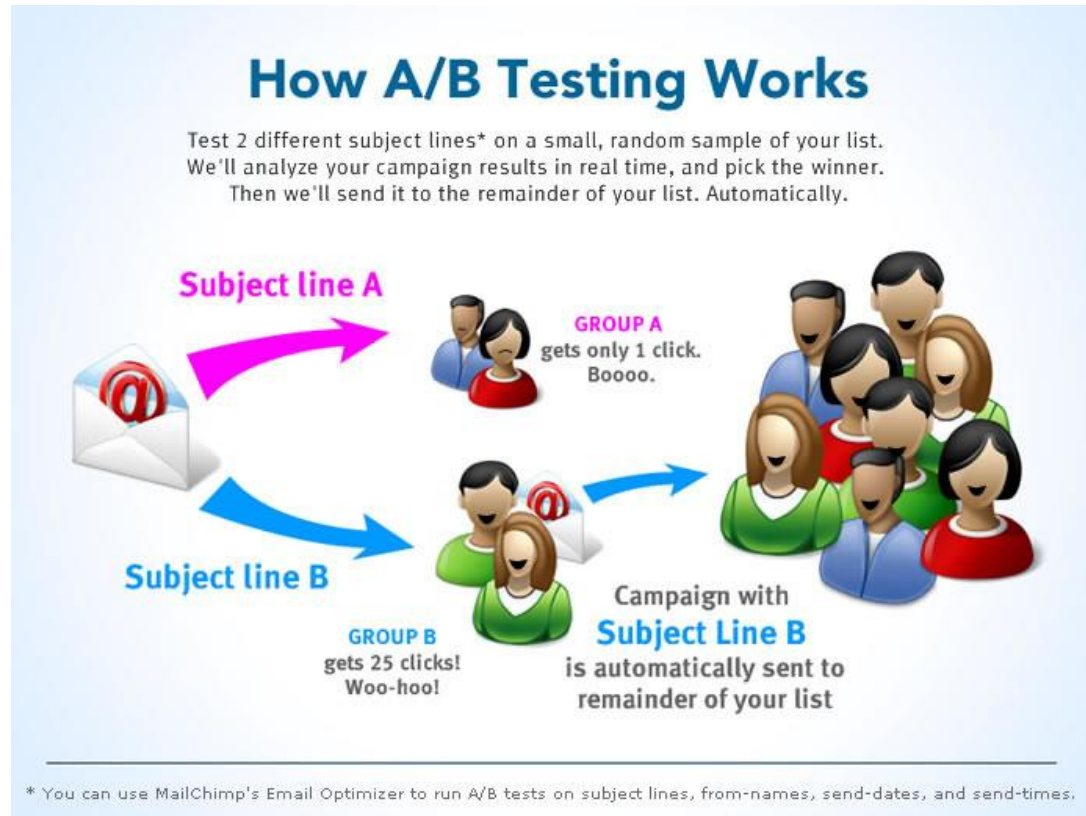 How A/B Testing Works
Test 2 different subject lines* on a small, random sample of your list.
We'll analyze your campaign results in real time, and pick the winner.
Then we'll send it to the remainder of your list. Automatically.
Subject line A
GROUP A
gets only 1 click.
Boooo.
@
@
Subject line B
GROUP B
gets 25 clicks!
Woo-hoo!
Campaign with
Subject Line B
is automatically sent to
remainder of your list
* You can use MailChimp's Email Optimizer to run A/B tests on subject lines, from-names, send-dates, and send-times.